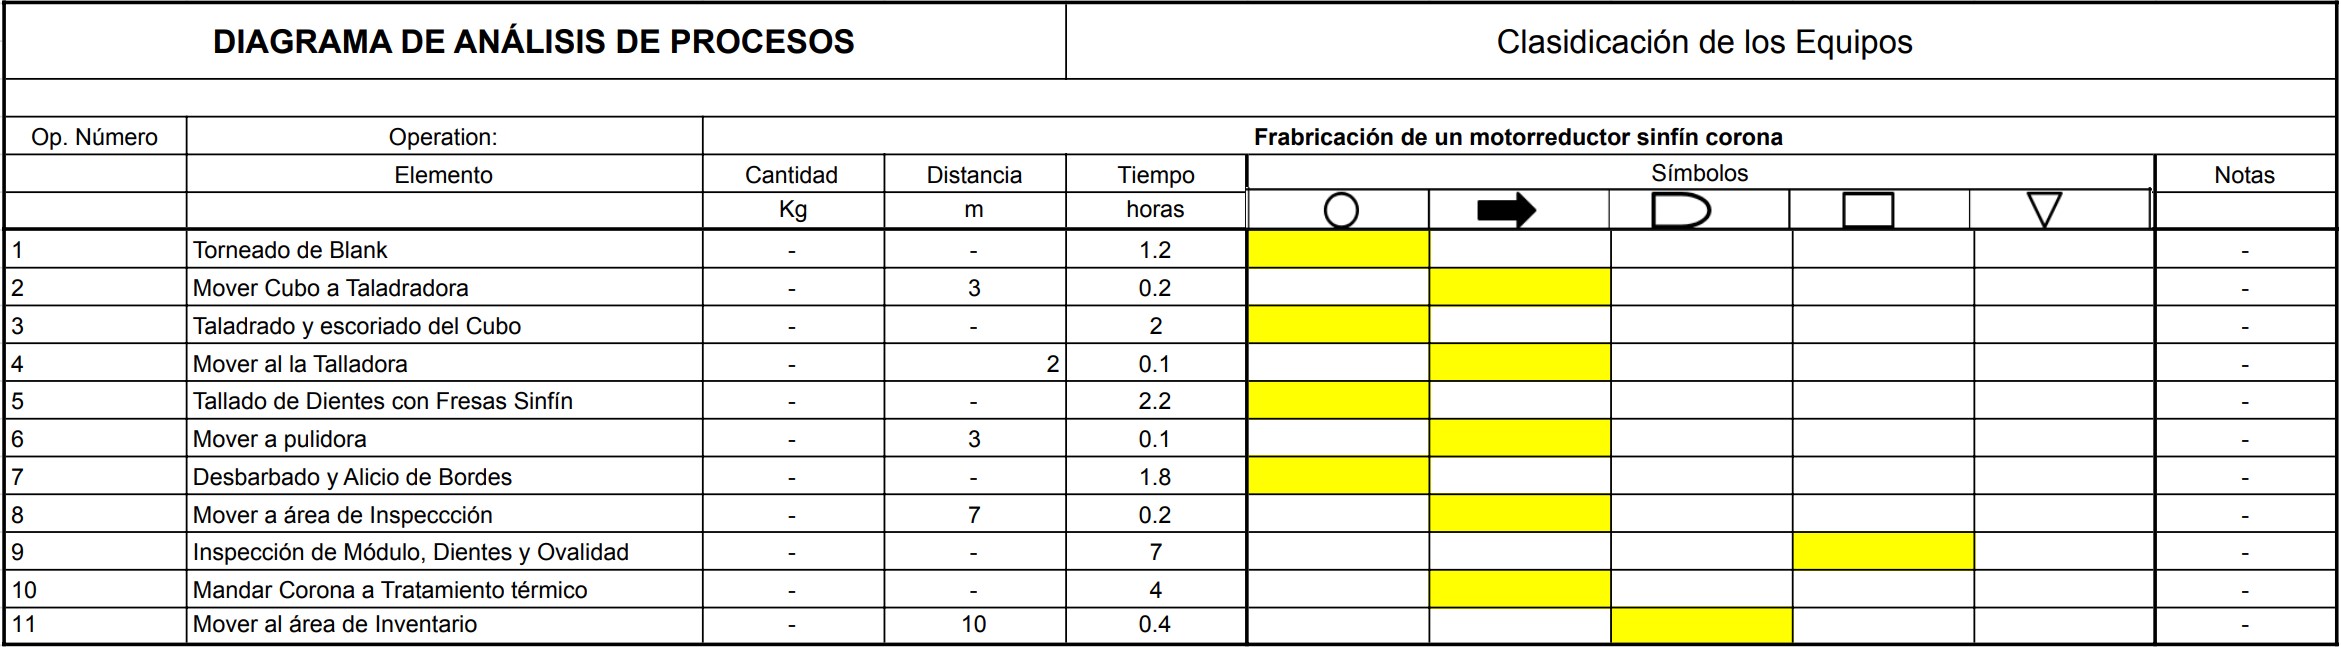 DIAGRAMA DE ANÁLISIS DE PROCESOS Clasidicación de los Equipos
Op. Número Operation: Frabricación de un motorreductor sinfín corona
Elemento Cantidad Distancia Tiempo Símbolos Notas
Kg m horas
1 Torneado de Blank - - 1.2 -
2 Mover Cubo a Taladradora - 3 0.2 -
3 Taladrado y escoriado del Cubo - - 2 -
4 Mover al la Talladora - 2 0.1 -
5 Tallado de Dientes con Fresas Sinfín - - 2.2 -
6 Mover a pulidora - 3 0.1 -
7 Desbarbado y Alicio de Bordes - - 1.8 -
8 Mover a área de Inspeccción - 7 0.2 -
9 Inspección de Módulo, Dientes y Ovalidad - - 7 -
10 Mandar Corona a Tratamiento térmico - - 4 -
11 Mover al área de Inventario - 10 0.4 -